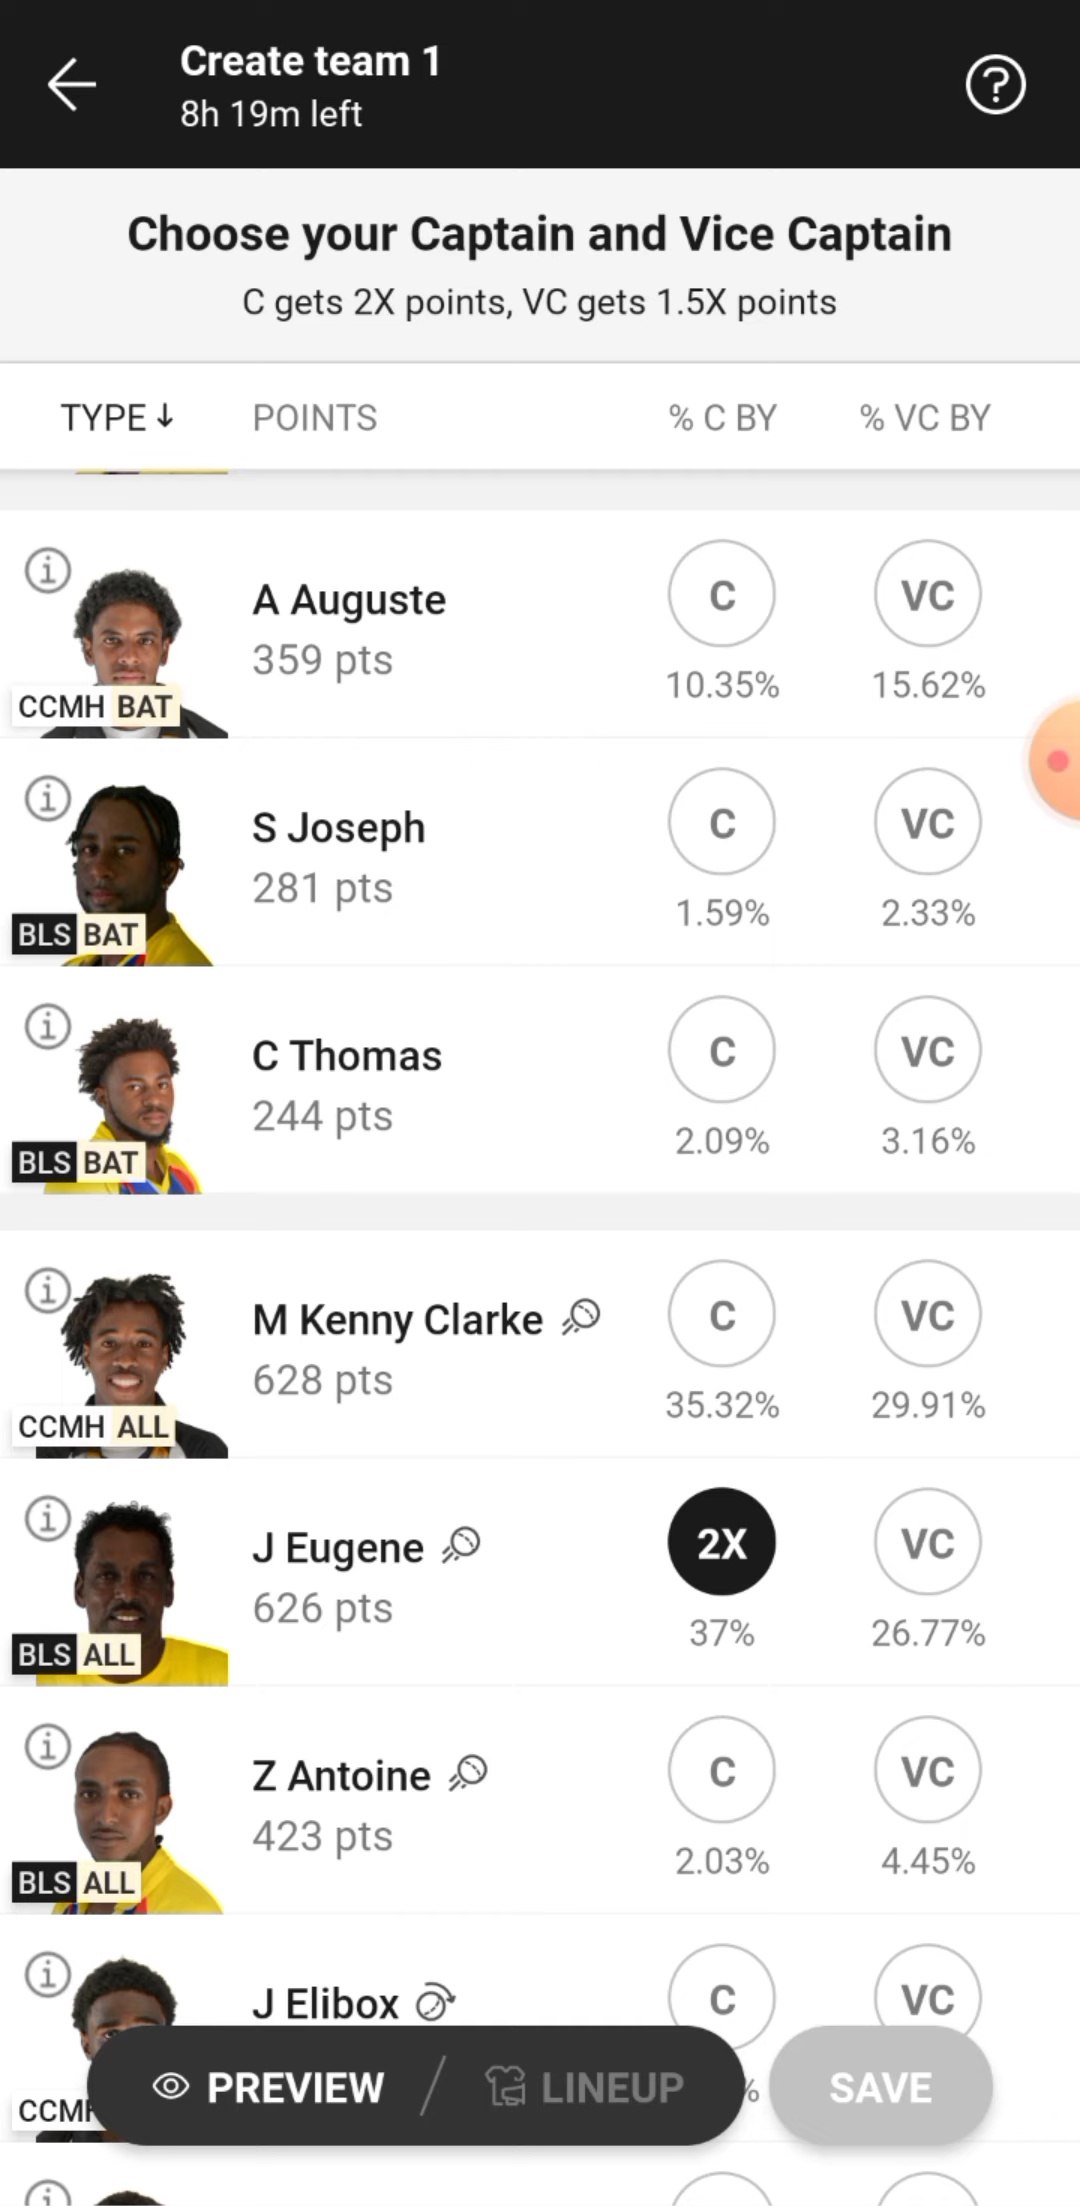 Create team 1
8h 19m left
Choose your Captain and Vice Captain
C gets 2X points, VC gets 1.5X points
TYPE↓ POINTS % C BY % VC BY
A Auguste C VC
359 pts 10.35% 15.62%
CCMH BAT
S Joseph C VC
281 pts 1.59% 2.33%
BLS BAT
C Thomas C VC
244 pts 2.09% 3.16%
BLS BAT
M Kenny Clarke C VC
628 pts 35.32% 29.91%
CCMH ALL
J Eugene 2X VC
626 pts 37% 26.77%
BLS ALL
Z Antoine C VC
423 pts 2.03% 4.45%
BLS ALL
J Elibox C VC
PREVIEW / LINEUP % SAVE